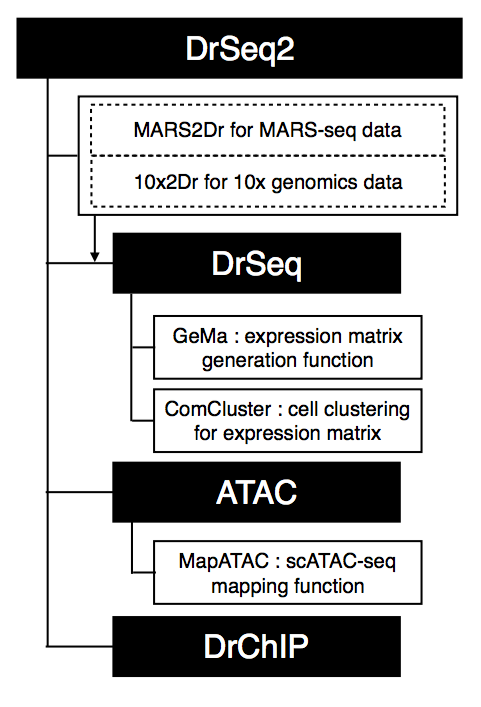 DrSeq2
MARS2Dr for MARS-seq data
10x2Dr for 10x genomics data
DrSeq
GeMa : expression matrix
generation function
ComCluster : cell clustering
for expression matrix
ATAC
MapATAC : scATAC-seq
mapping function
DrChIP